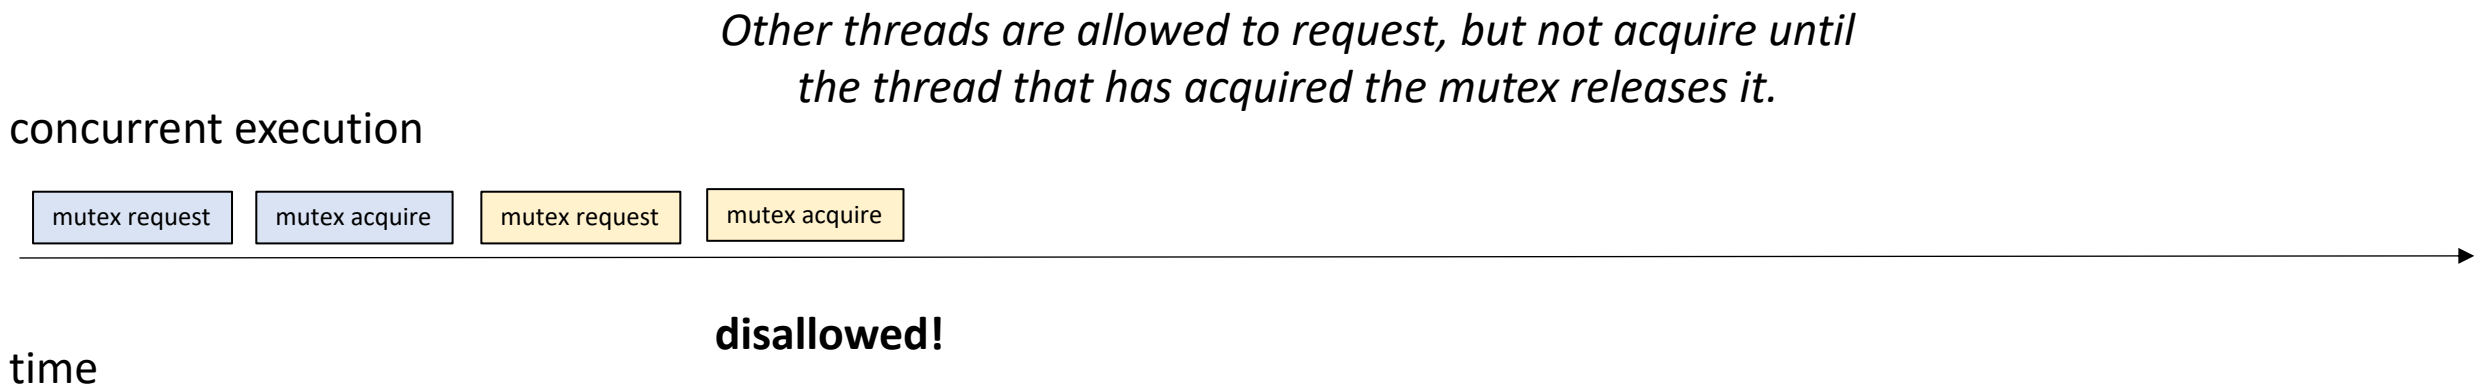 Other threads are allowed to request, but not acquire until
the thread that has acquired the mutex releases it.
concurrent execution
mutex request
mutex acquire
mutex request
mutex acquire
disallowed!
time